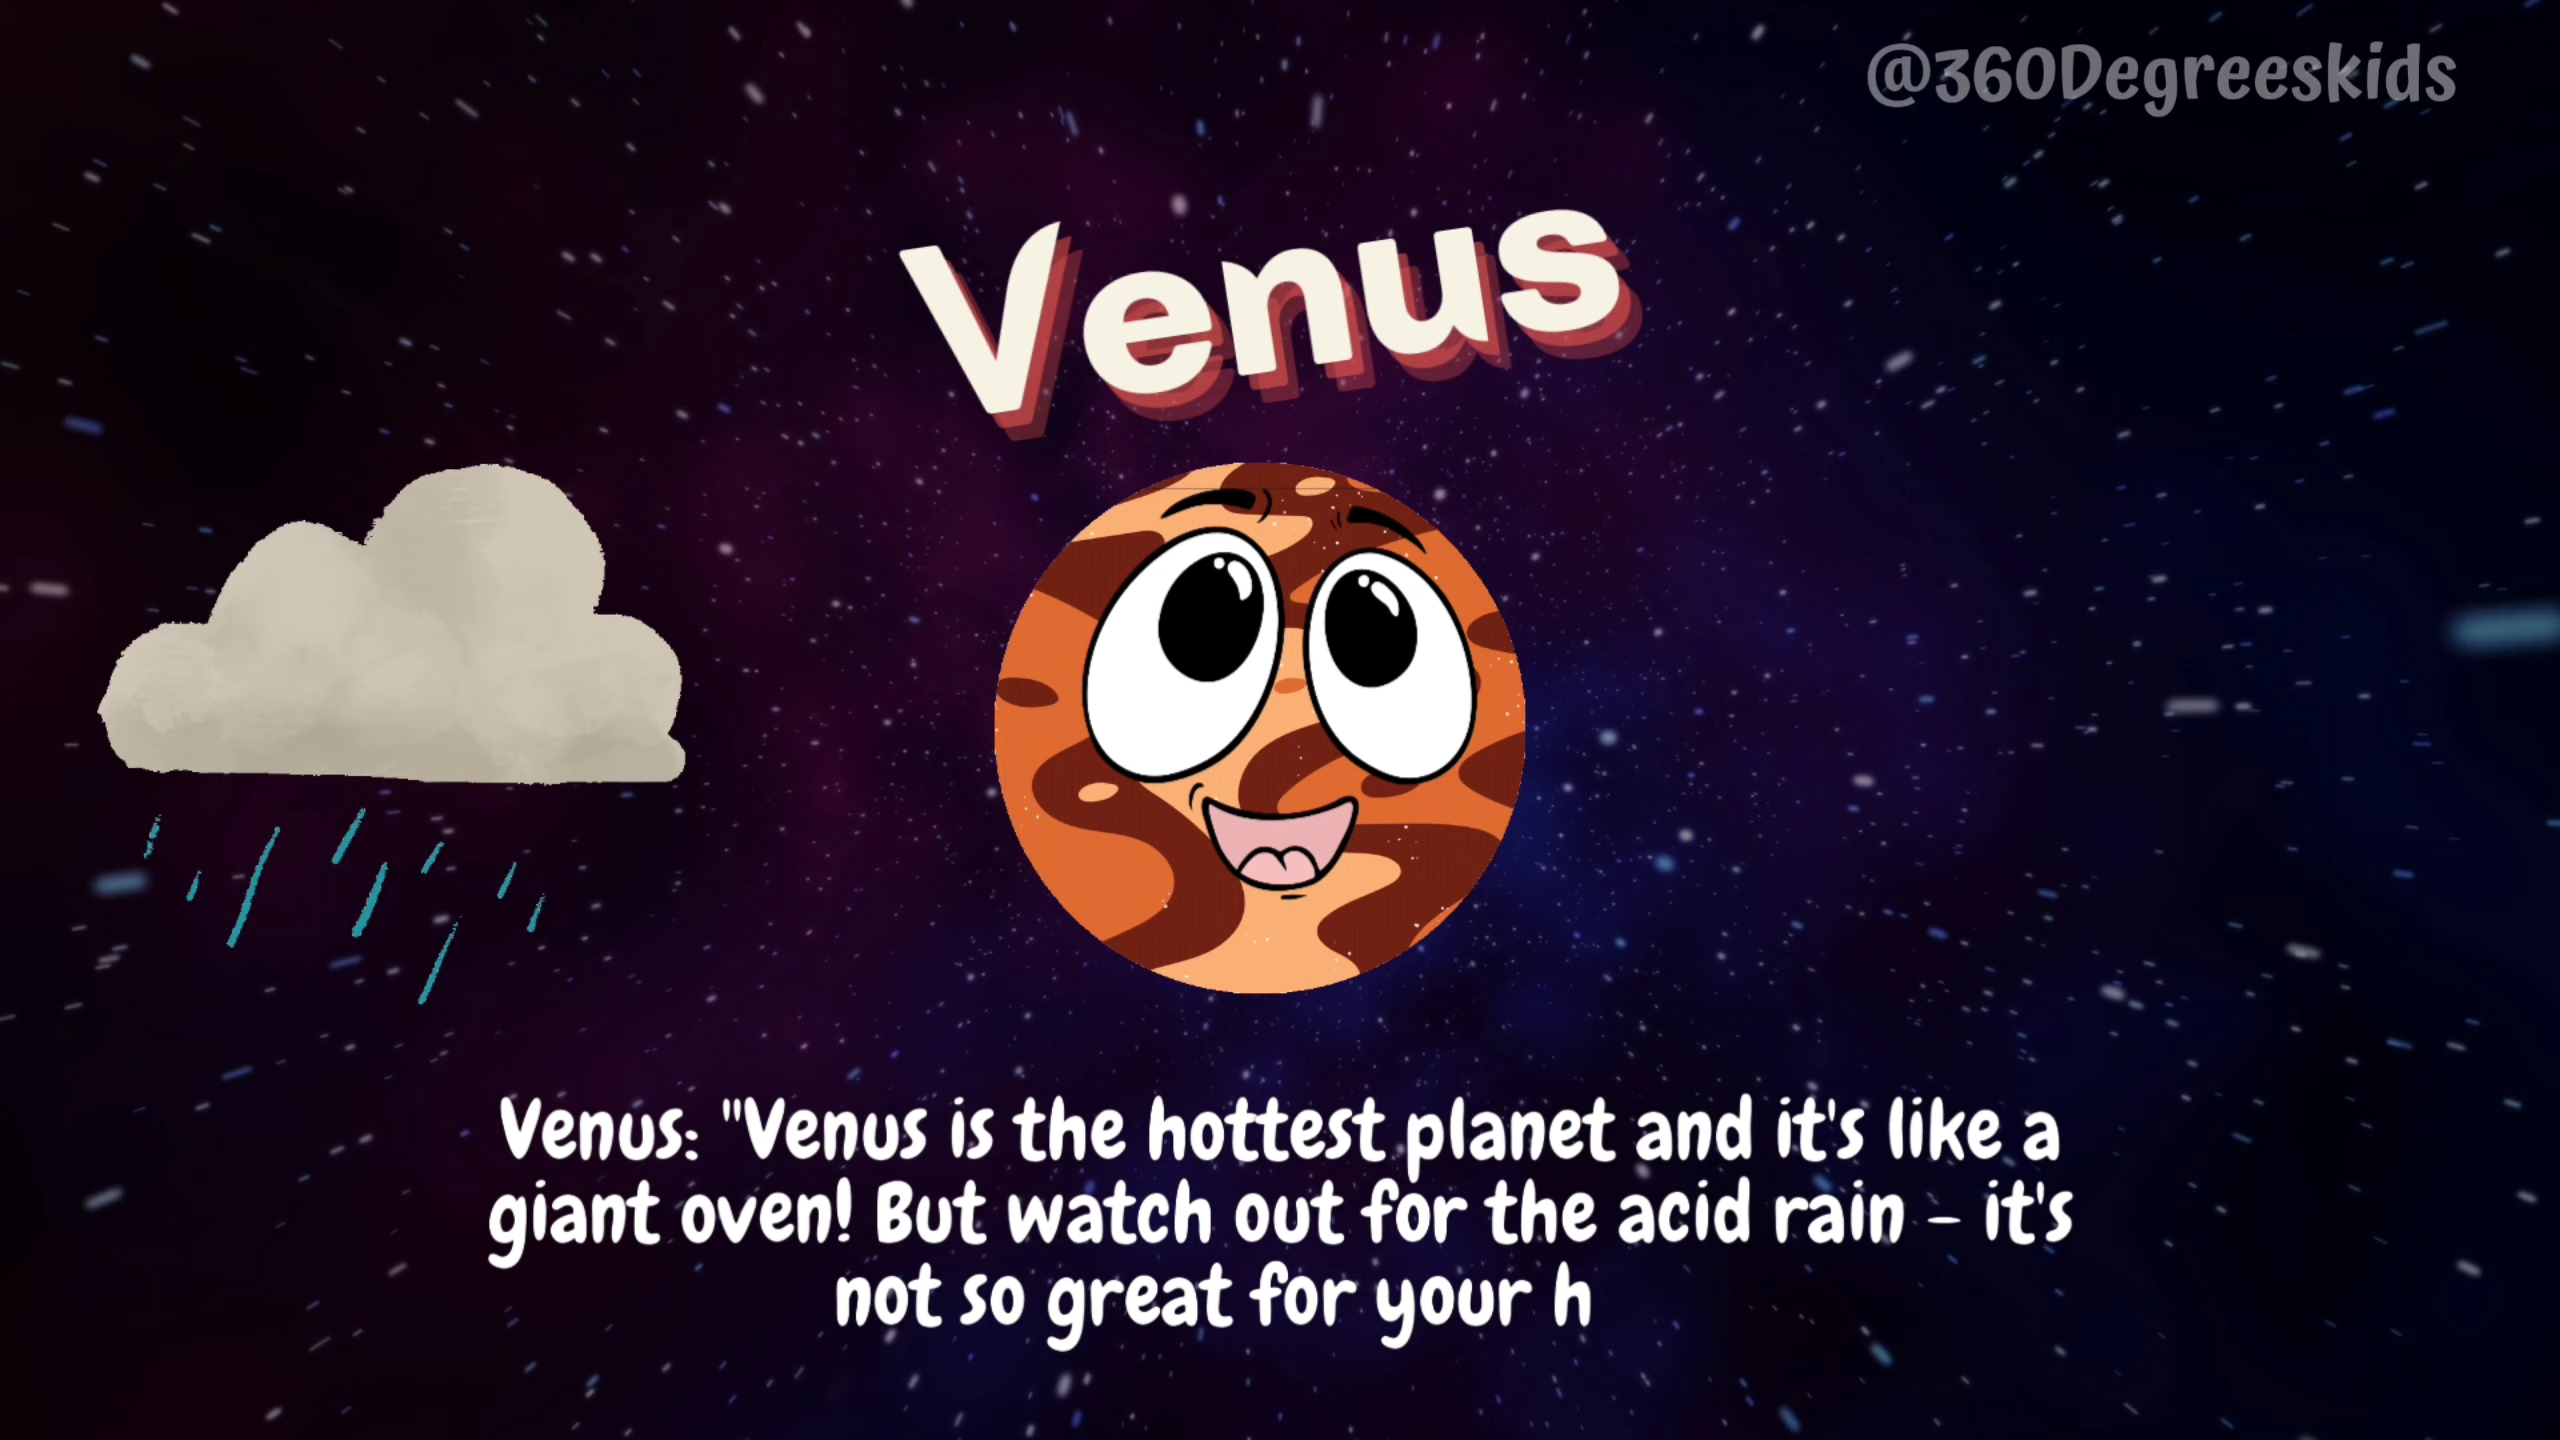 @360Degreeskids
Venus
Venus: "Venus is the hottest planet and it's like a
giant oven! But watch out for the acid rain - it's
not so great for your h